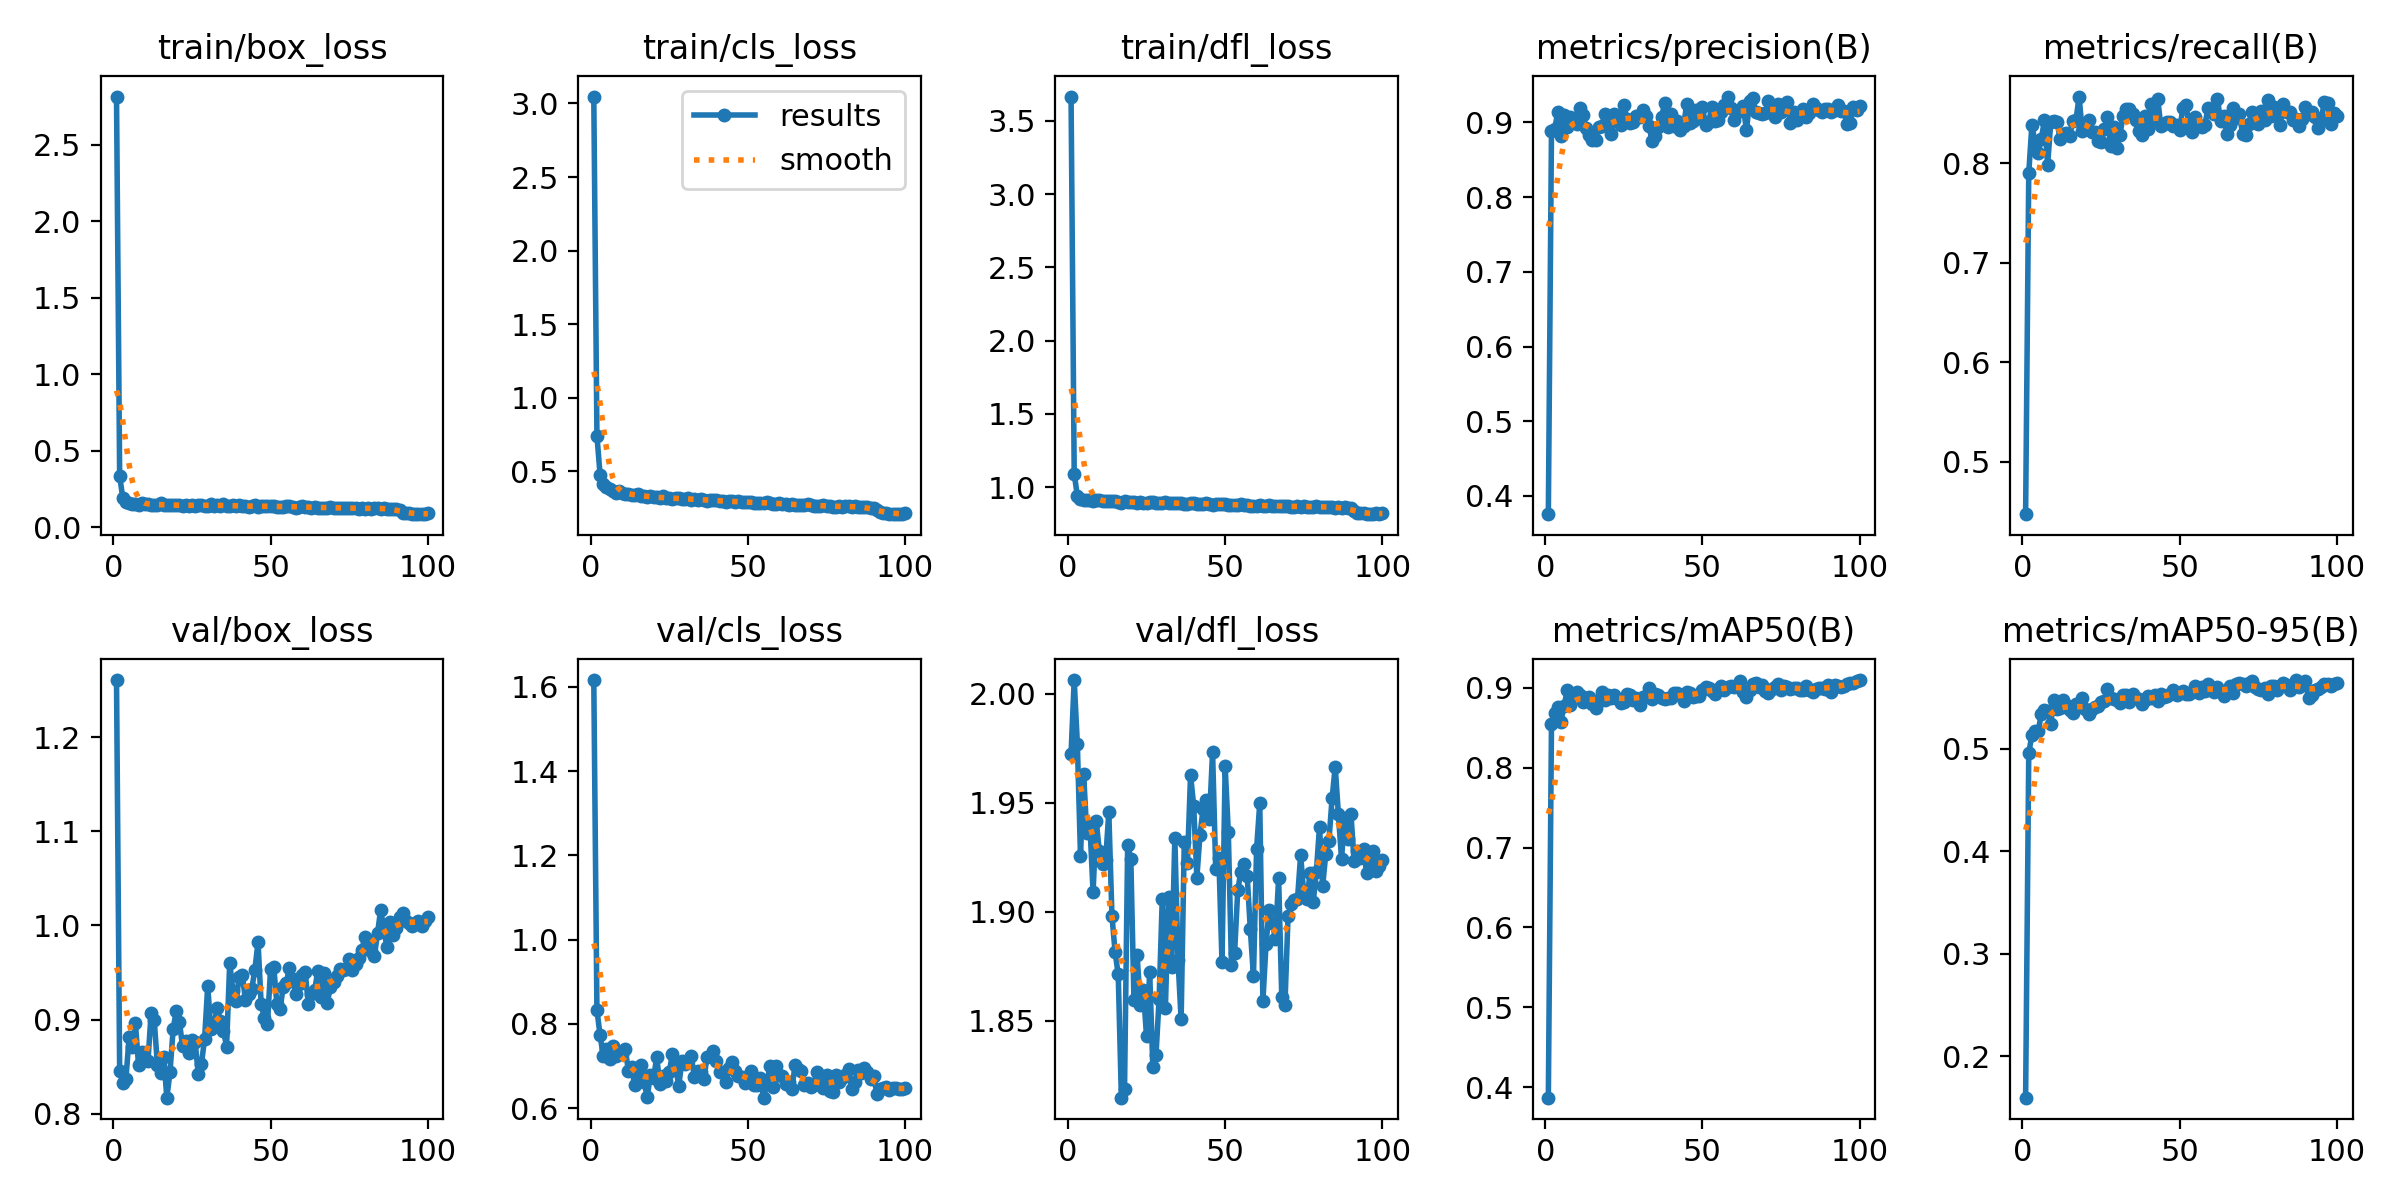 train/box_loss
2.5
2.0
1.5
1.0
0.5
0.0
0 50 100
train/cls_loss
results
smooth
3.0
2.5
2.0
1.5
1.0
0.5
0 50 100
train/dfl_loss
3.5
3.0
2.5
2.0
1.5
1.0
0 50 100
metrics/precision(B)
0.9
0.8
0.7
0.6
0.5
0.4
0 50 100
metrics/recall(B)
0.8
0.7
0.6
0.5
0 50 100
val/box_loss
1.2
1.1
1.0
0.9
0.8
0 50 100
val/cls_loss
1.6
1.4
1.2
1.0
0.8
0.6
0 50 100
val/dfl_loss
2.00
1.95
1.90
1.85
0 50 100
metrics/mAP50(B)
0.9
0.8
0.7
0.6
0.5
0.4
0 50 100
metrics/mAP50-95(B)
0.5
0.4
0.3
0.2
0 50 100